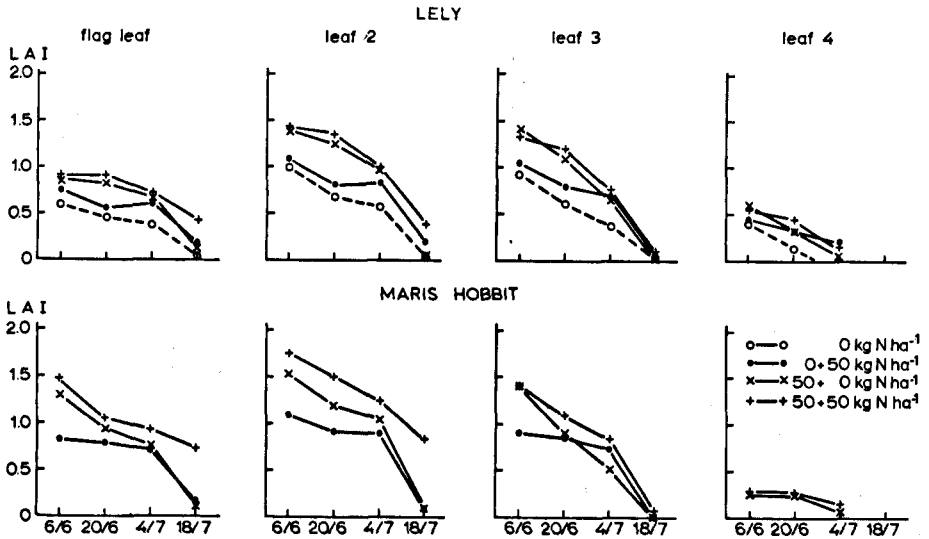 LELY
flag leaf
leaf 2
leaf 3
leaf 4
LAI
2.0
1.5
1.0
0.5
0
MARIS HOBBIT
LAI
2.0
1.5
1.0
0.5
0
0 kg N ha-1
0+50 kg N ha-1
50+ 0 kg N ha-1
50+50 kg N ha-1
6/6 20/6 4/7 18/7
6/6 20/6 4/7 18/7
6/6 20/6 4/7 18/7
6/6 20/6 4/7 18/7